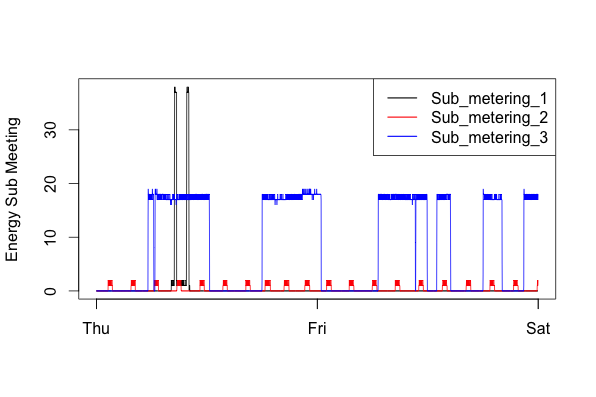 Energy Sub Meeting
30
20
10
0
Sub_metering_1
Sub_metering_2
Sub_metering_3
Thu Fri Sat